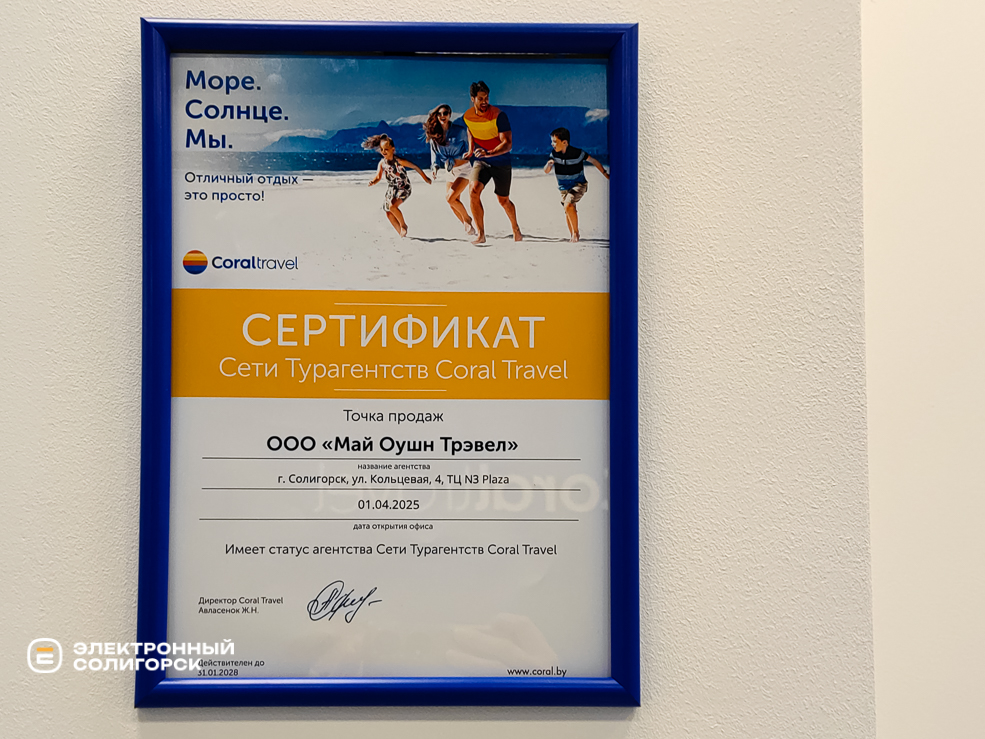 Море.
Солнце.
Мы.
Отличный отдых —
это просто!
Coraltravel
СЕРТИФИКАТ
Сети Турагентств Coral Travel
Точка продаж
ООО «Май Оушн Трэвел»
название агентства
г. Солигорск, ул. Кольцевая, 4, ТЦ N3 Plaza
01.04.2025
дата открытия офиса
Имеет статус агентства Сети Турагентств Coral Travel
Директор Coral Travel
Авласенок Ж.Н.
ЭЛЕКТРОННЫЙ
СОЛИГОРСК
Действителен до
31.01.2028
www.coral.by